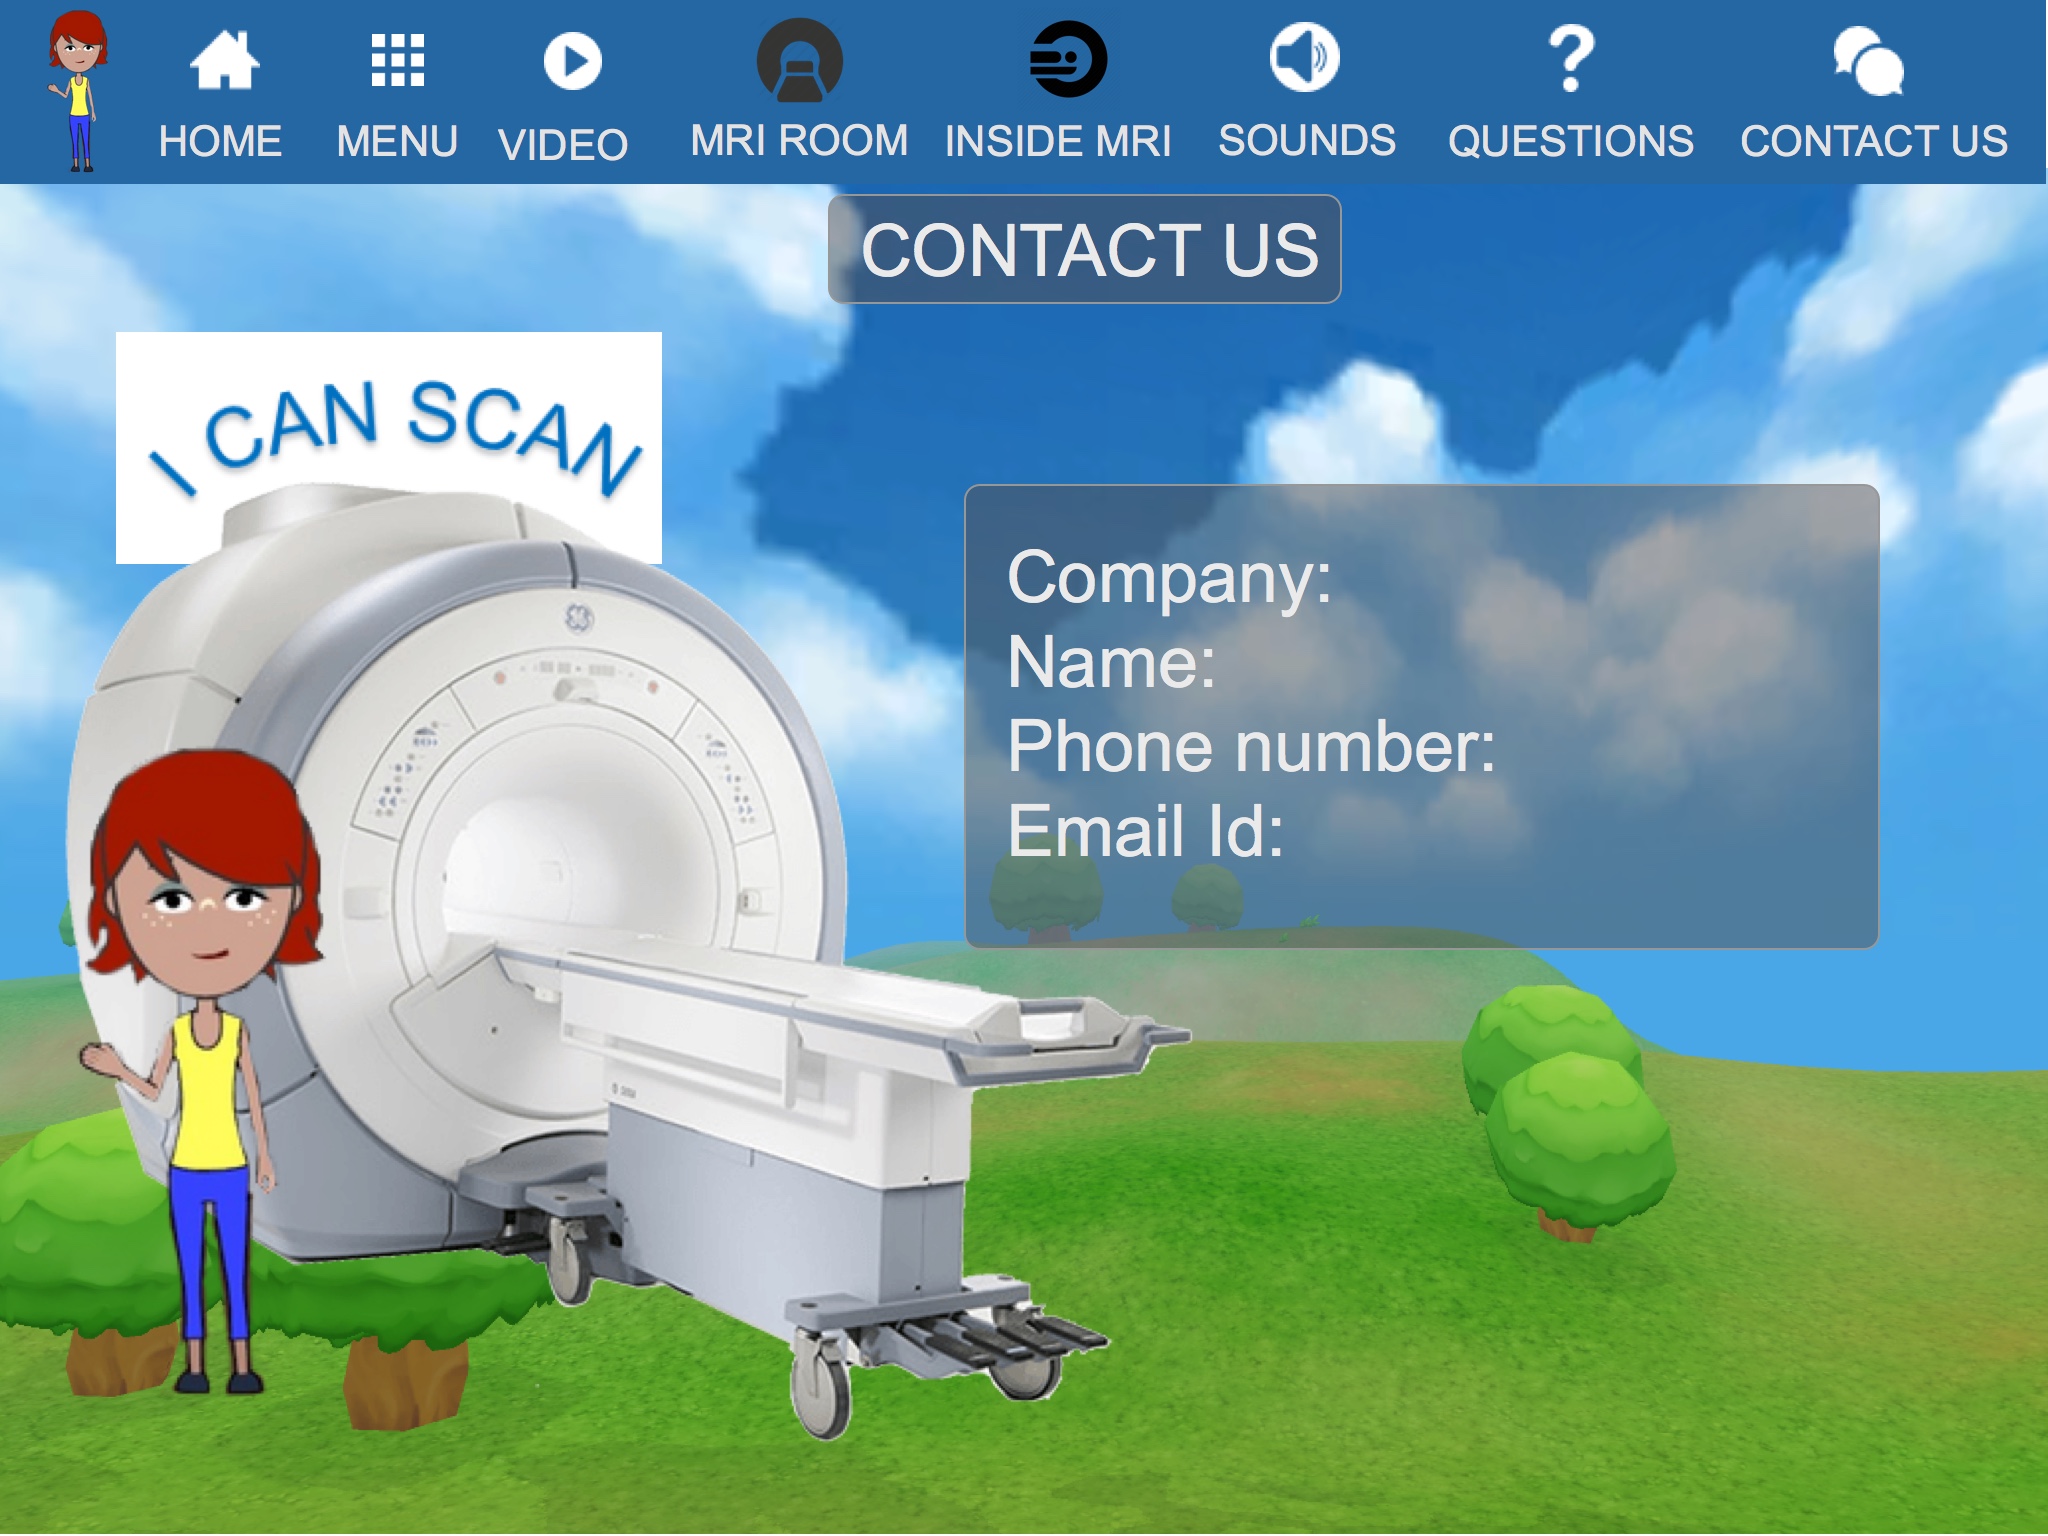 HOME
MENU
VIDEO
MRI ROOM
INSIDE MRI
SOUNDS
QUESTIONS
CONTACT US
CONTACT US
I CAN SCAN
Company:
Name:
Phone number:
Email Id: